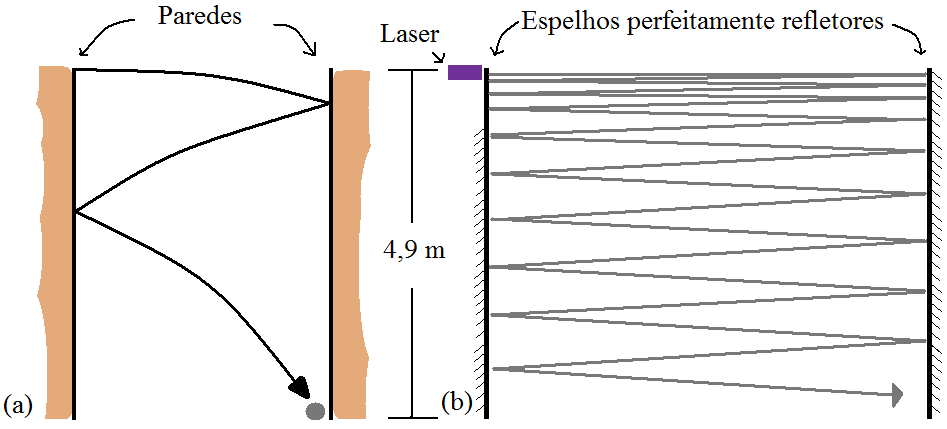 Paredes
Laser
Espelhos perfeitamente refletores
4,9 m
(a)
(b)